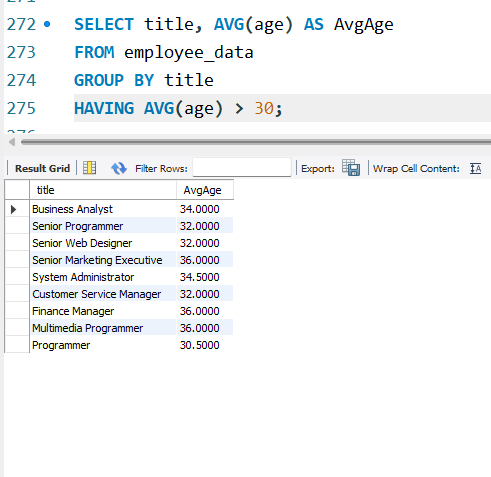 272 SELECT title, AVG(age) AS AvgAge
273 FROM employee_data
274 GROUP BY title
275 HAVING AVG(age) > 30;
Result Grid Filter Rows: Export: Wrap Cell Content:
title AvgAge
Business Analyst 34.0000
Senior Programmer 32.0000
Senior Web Designer 32.0000
Senior Marketing Executive 36.0000
System Administrator 34.5000
Customer Service Manager 32.0000
Finance Manager 36.0000
Multimedia Programmer 36.0000
Programmer 30.5000